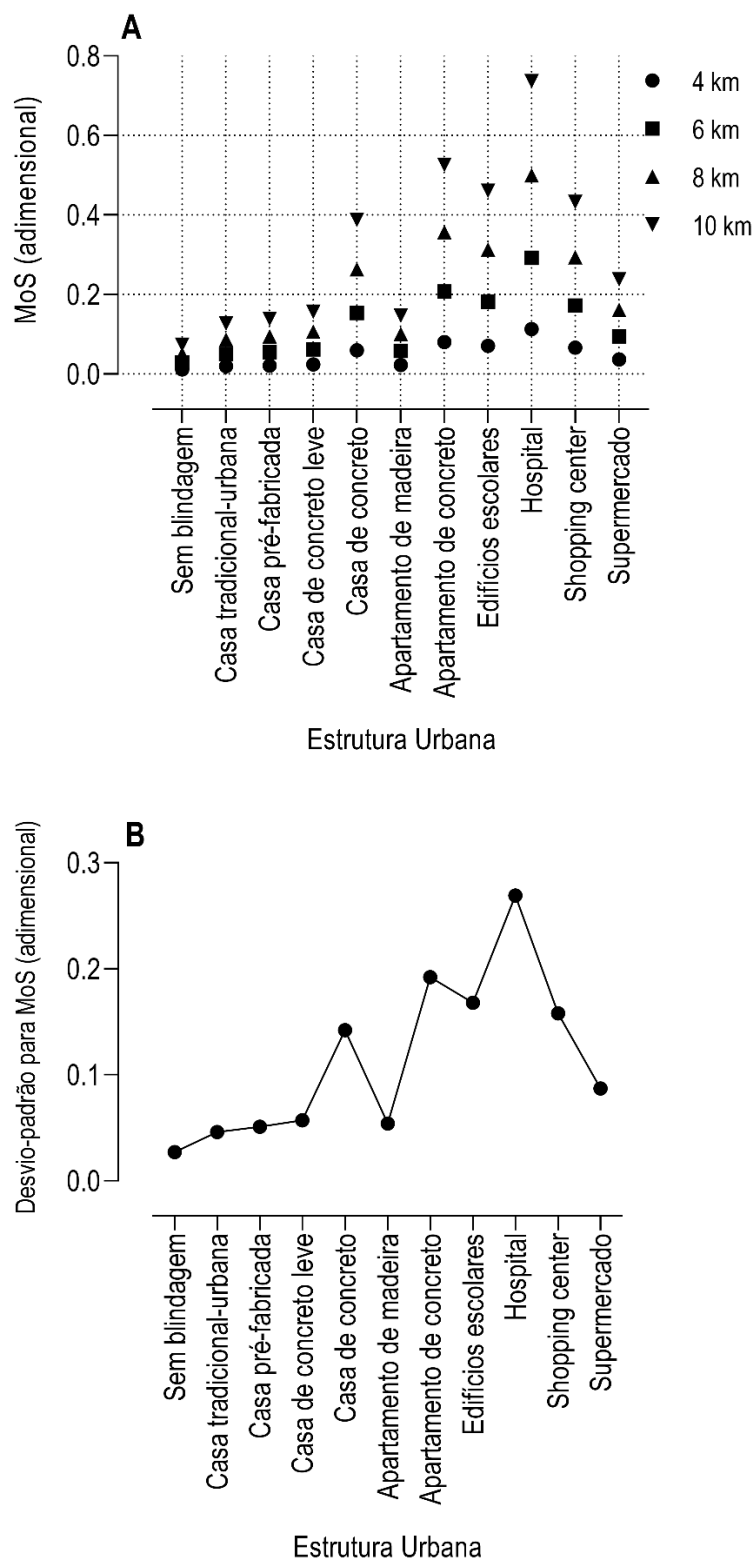 A
MoS (adimensional)
0.8
0.6
0.4
0.2
0.0
4 km
6 km
8 km
10 km
Sem blindagem
Casa tradicional-urbana
Casa pré-fabricada
Casa de concreto leve
Casa de concreto
Apartamento de madeira
Apartamento de concreto
Edifícios escolares
Hospital
Shopping center
Supermercado
Estrutura Urbana
B
Desvio-padrão para MoS (adimensional)
0.3
0.2
0.1
0.0
Sem blindagem
Casa tradicional-urbana
Casa pré-fabricada
Casa de concreto leve
Casa de concreto
Apartamento de madeira
Apartamento de concreto
Edifícios escolares
Hospital
Shopping center
Supermercado
Estrutura Urbana